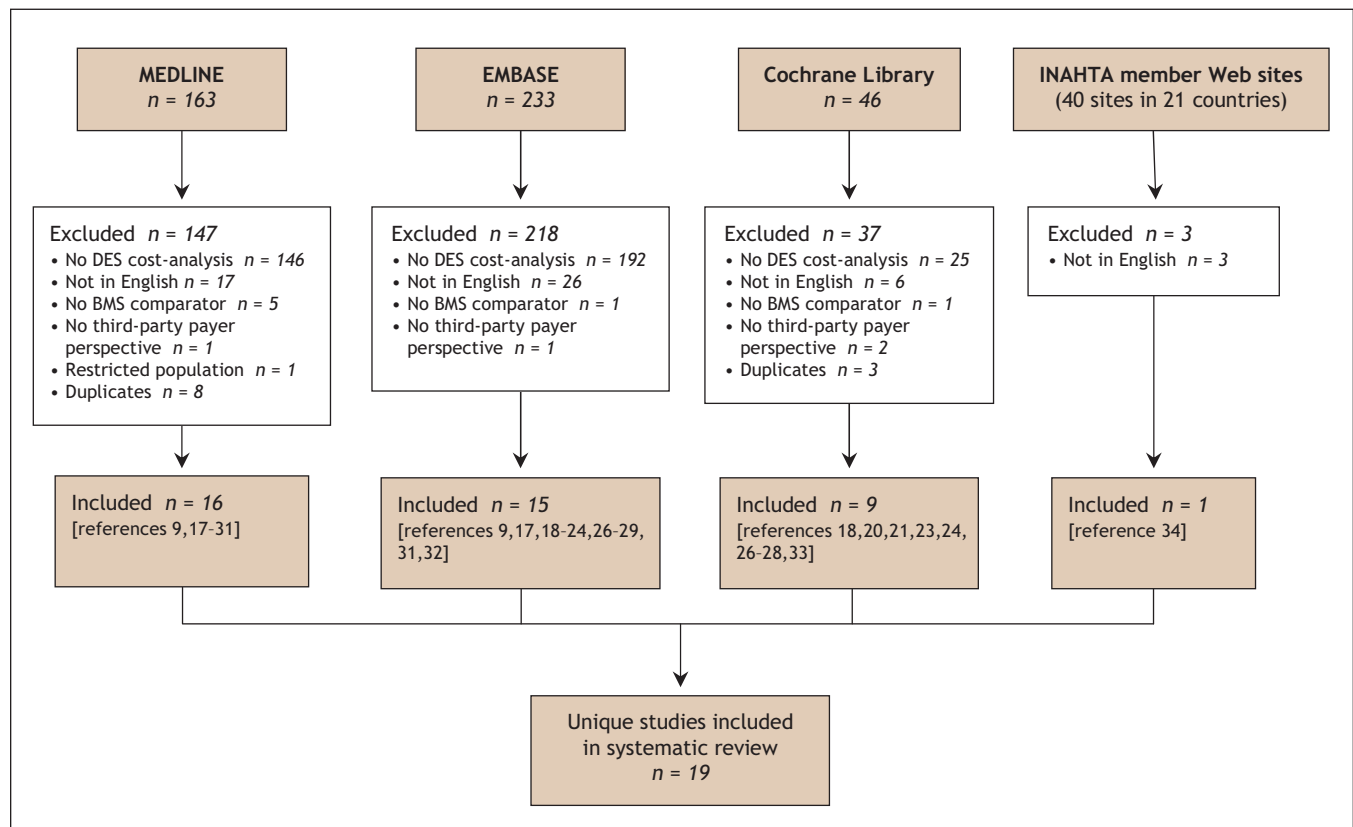 MEDLINE
n = 163
EMBASE
n = 233
Cochrane Library
n = 46
INAHTA member Web sites
(40 sites in 21 countries)
Excluded n = 147
• No DES cost-analysis n = 146
• Not in English n = 17
• No BMS comparator n = 5
• No third-party payer
perspective n = 1
• Restricted population n = 1
• Duplicates n = 8
Excluded n = 218
• No DES cost-analysis n = 192
• Not in English n = 26
• No BMS comparator n = 1
• No third-party payer
perspective n = 1
Excluded n = 37
• No DES cost-analysis n = 25
• Not in English n = 6
• No BMS comparator n = 1
• No third-party payer
perspective n = 2
• Duplicates n = 3
Excluded n = 3
• Not in English n = 3
Included n = 16
[references 9,17–31]
Included n = 15
[references 9,17,18–24,26–29,
31,32]
Included n = 9
[references 18,20,21,23,24,
26–28,33]
Included n = 1
[reference 34]
Unique studies included
in systematic review
n = 19